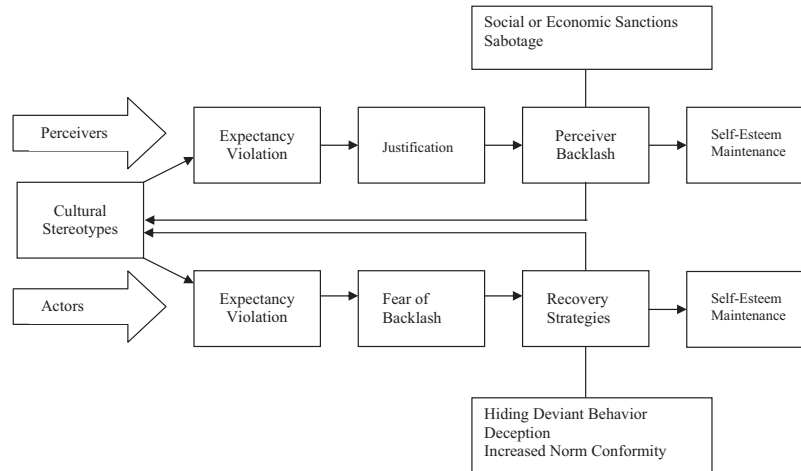 Social or Economic Sanctions
Sabotage
Perceivers
Expectancy
Violation
Justification
Perceiver
Backlash
Self-Esteem
Maintenance
Cultural
Stereotypes
Actors
Expectancy
Violation
Fear of
Backlash
Recovery
Strategies
Self-Esteem
Maintenance
Hiding Deviant Behavior
Deception
Increased Norm Conformity